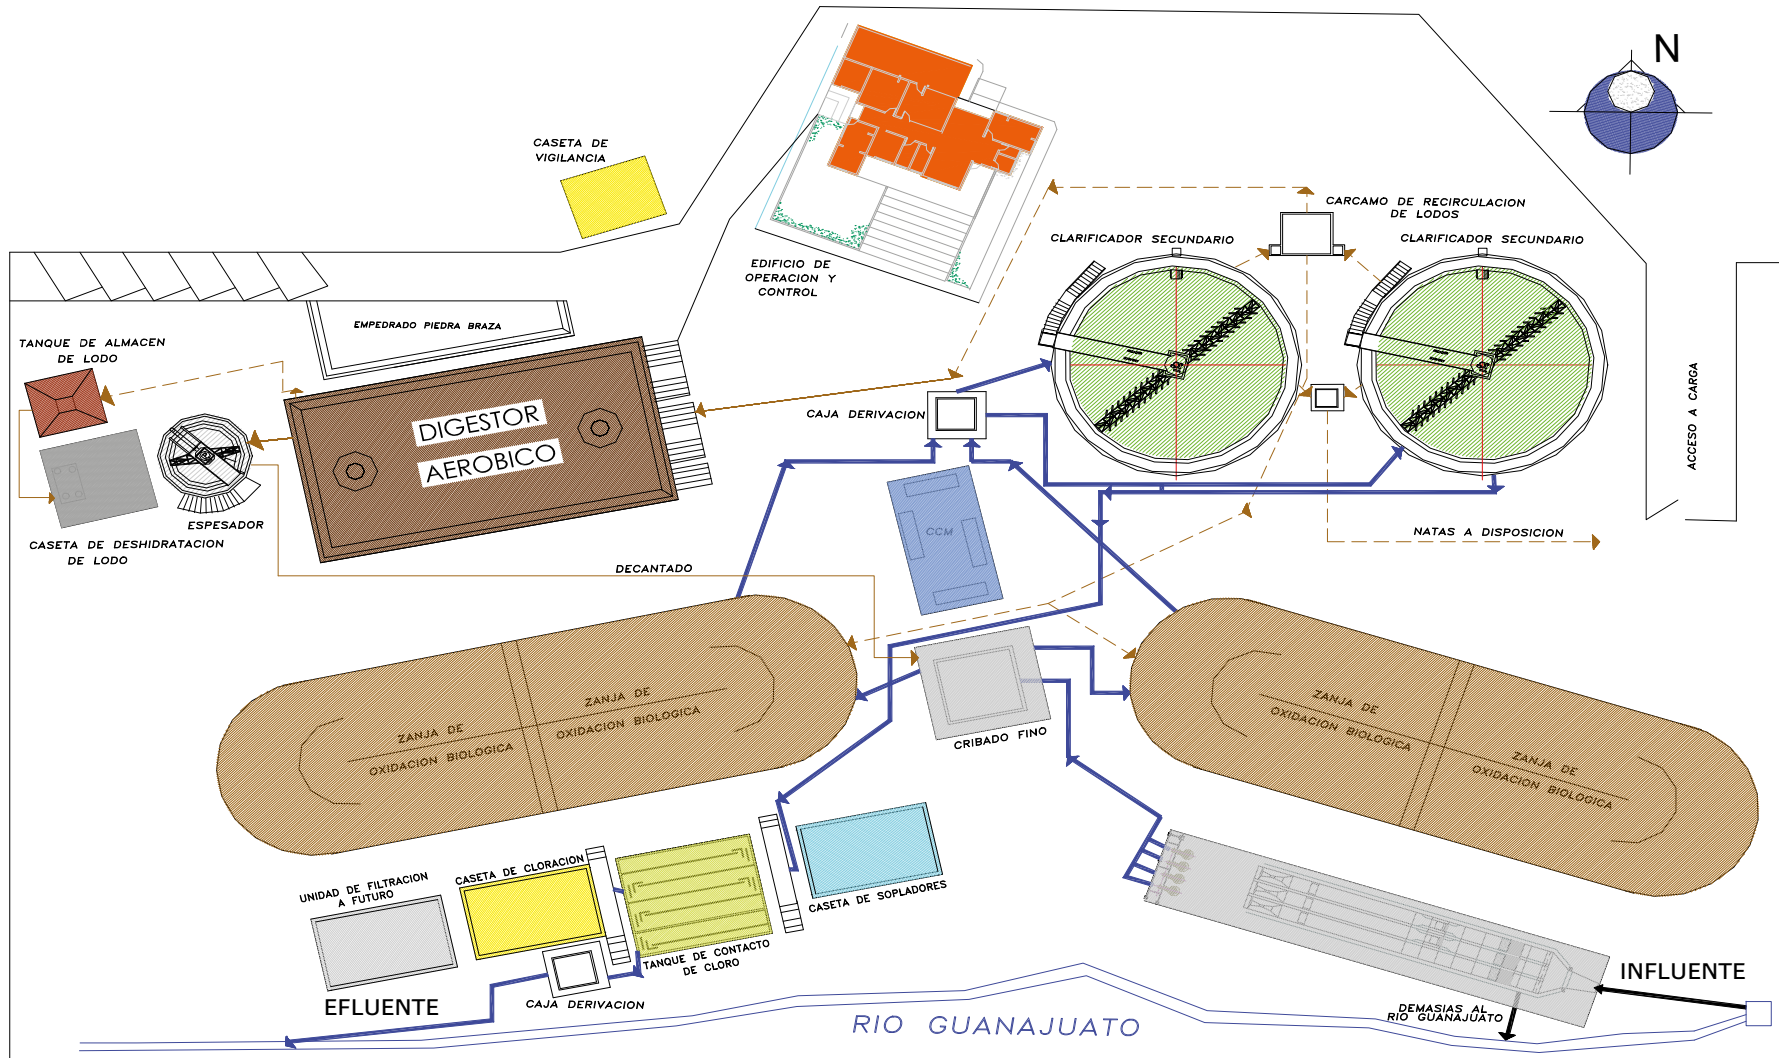 N
CASETA DE
VIGILANCIA
CARCAMO DE RECIRCULACION
DE LODOS
CLARIFICADOR SECUNDARIO
CLARIFICADOR SECUNDARIO
EDIFICIO DE
OPERACION Y
CONTROL
EMPEDRADO PIEDRA BRAZA
TANQUE DE ALMACEN
DE LODO
ACCESO A CARGA
CAJA DERIVACION
DIGESTOR
AEROBICO
ESPESADOR
CCM
NATAS A DISPOSICION
CASETA DE DESHIDRATACION
DE LODO
DECANTADO
ZANJA DE
OXIDACION BIOLOGICA
ZANJA DE
OXIDACION BIOLOGICA
ZANJA DE
OXIDACION BIOLOGICA
ZANJA DE
OXIDACION BIOLOGICA
CRIBADO FINO
CASETA DE CLORACION
UNIDAD DE FILTRACION
A FUTURO
CASETA DE SOPLADORES
TANQUE DE CONTACTO
DE CLORO
INFLUENTE
EFLUENTE
CAJA DERIVACION
DEMASIAS AL
RIO GUANAJUATO
RIO GUANAJUATO